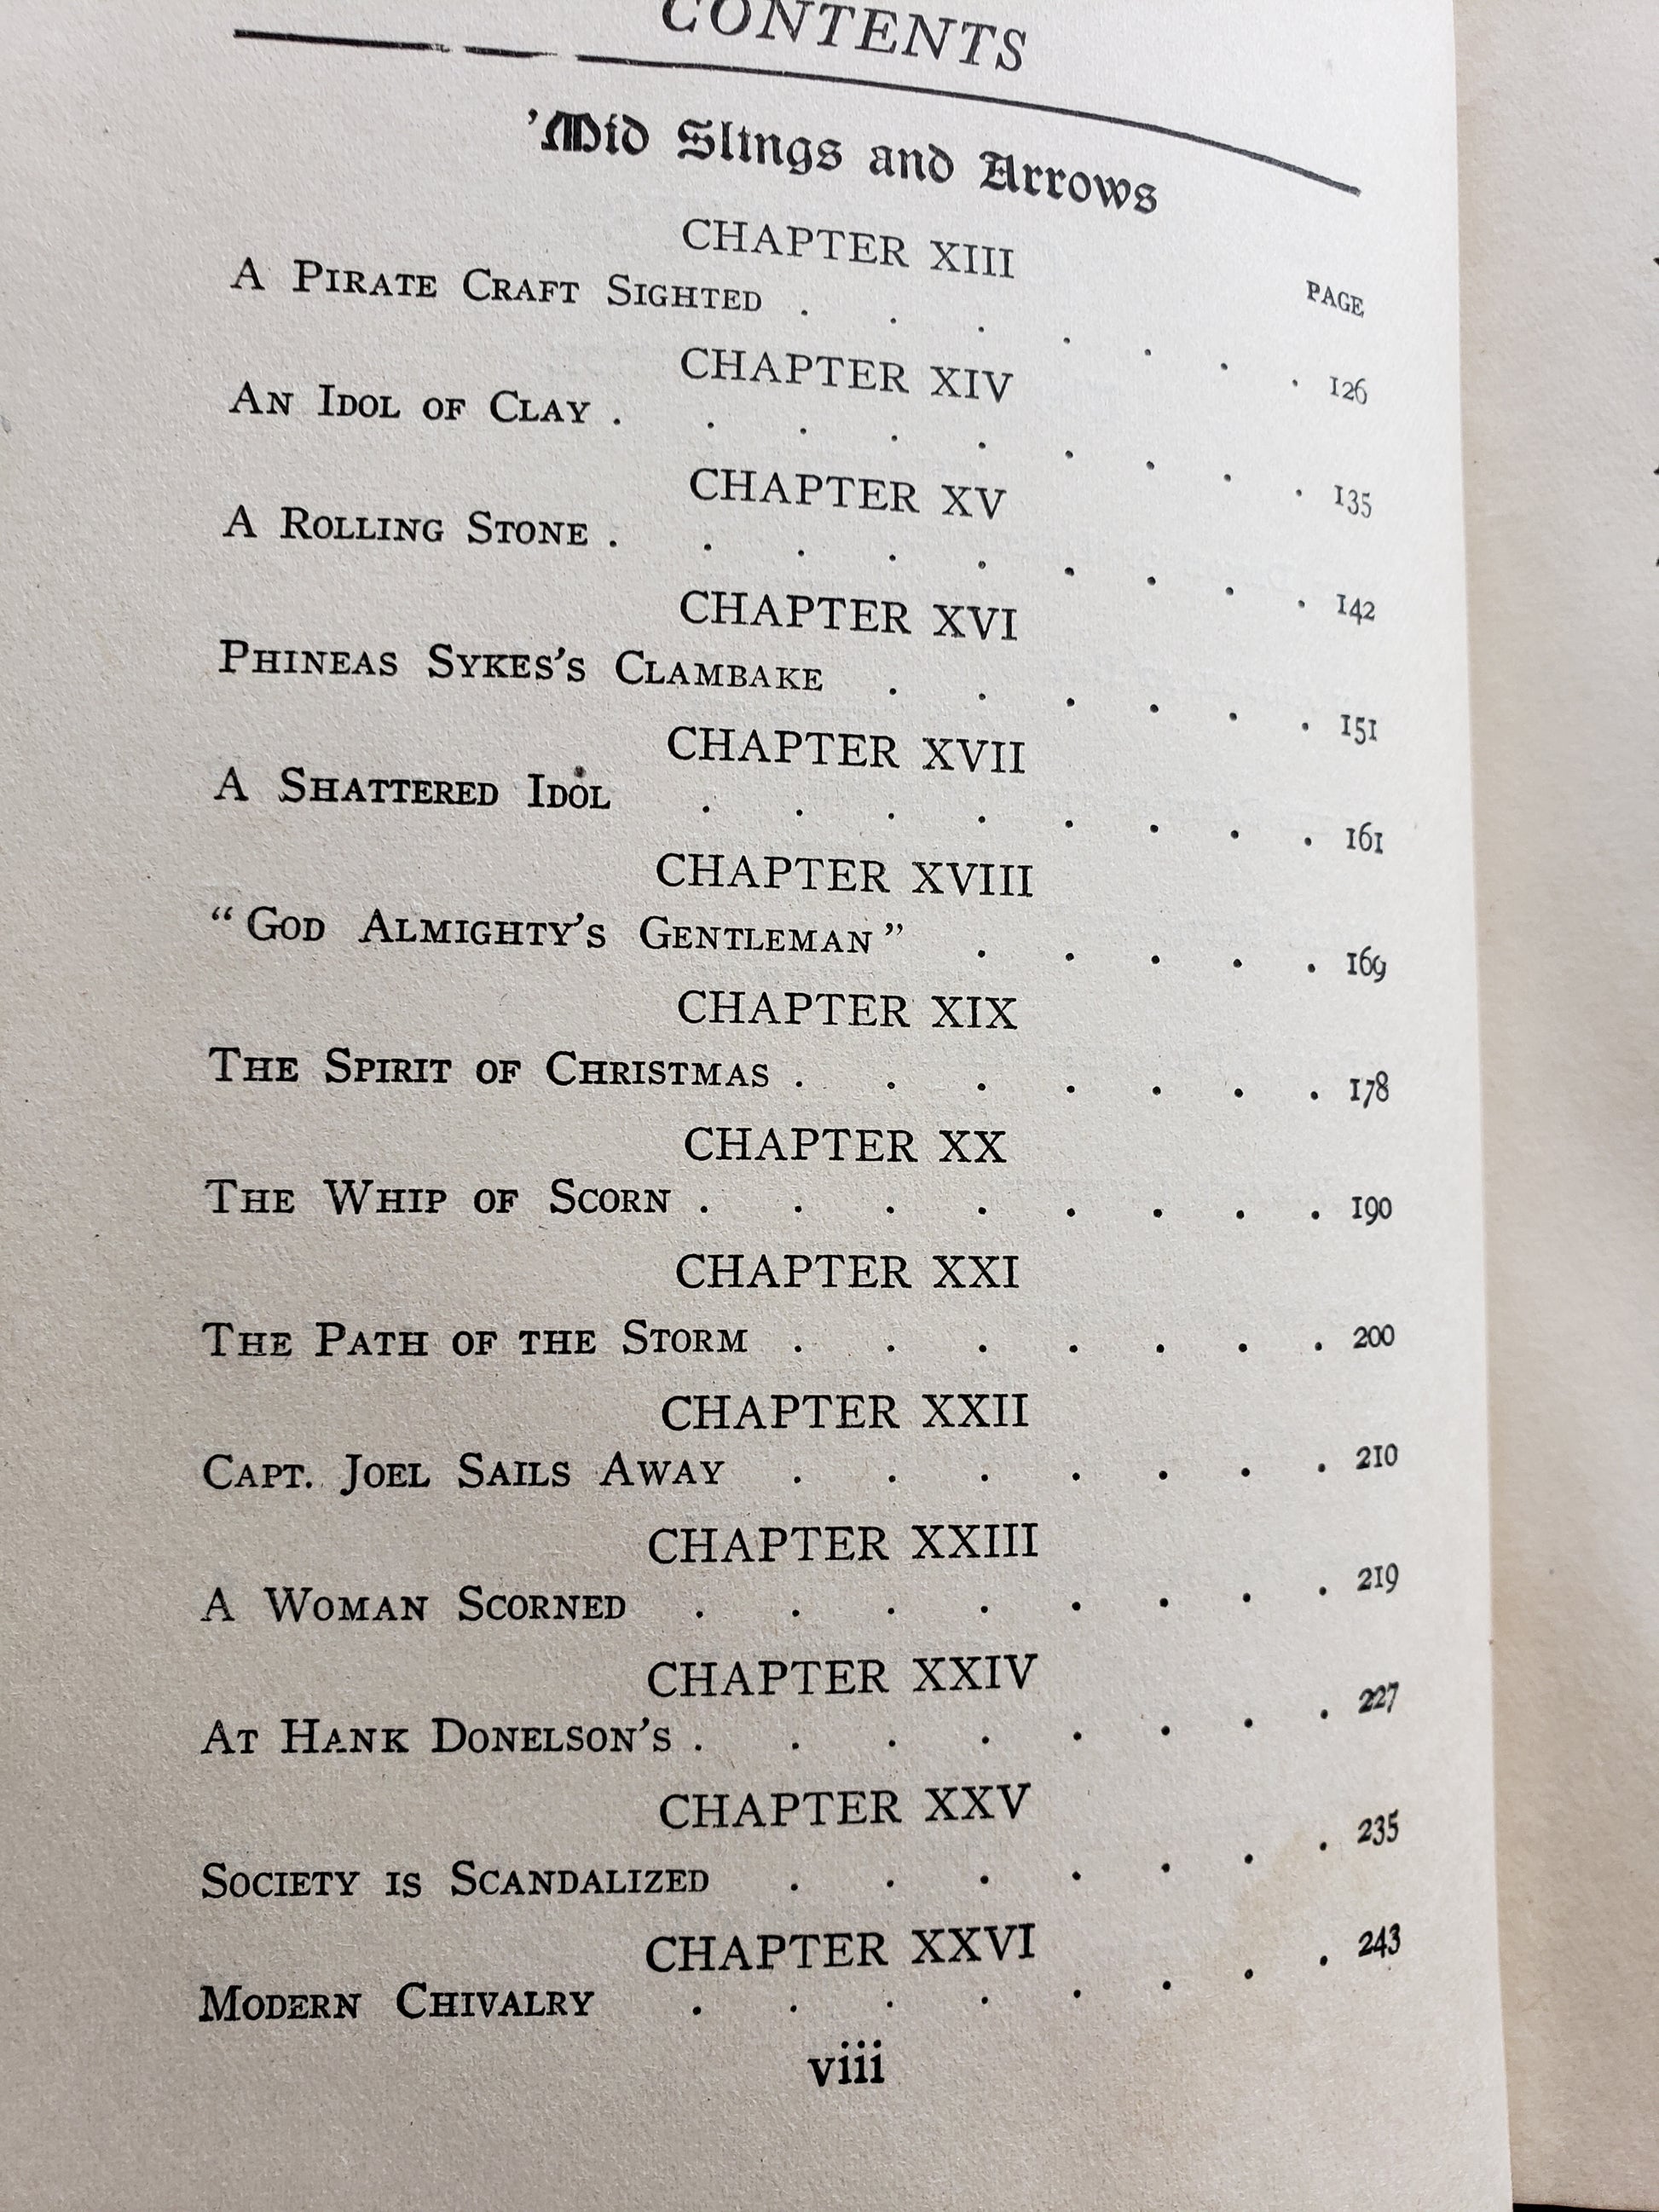 CONTENTS
'Mid Slings and Arrows
CHAPTER XIII
PAGE
A Pirate Craft Sighted . . . . . . . 126
CHAPTER XIV
An Idol of Clay . . . . . . . . . 135
CHAPTER XV
A Rolling Stone . . . . . . . . . 142
CHAPTER XVI
Phineas Sykes's Clambake . . . . . . 151
CHAPTER XVII
A Shattered Idol . . . . . . . . 161
CHAPTER XVIII
“God Almighty's Gentleman” . . . . . 169
CHAPTER XIX
The Spirit of Christmas . . . . . . . 178
CHAPTER XX
The Whip of Scorn . . . . . . . . 190
CHAPTER XXI
The Path of the Storm . . . . . . . 200
CHAPTER XXII
Capt. Joel Sails Away . . . . . . . 210
CHAPTER XXIII
A Woman Scorned . . . . . . . . 219
CHAPTER XXIV
At Hank Donelson's . . . . . . . . 227
CHAPTER XXV
Society is Scandalized . . . . . . . 235
CHAPTER XXVI
Modern Chivalry . . . . . . . . 243
viii